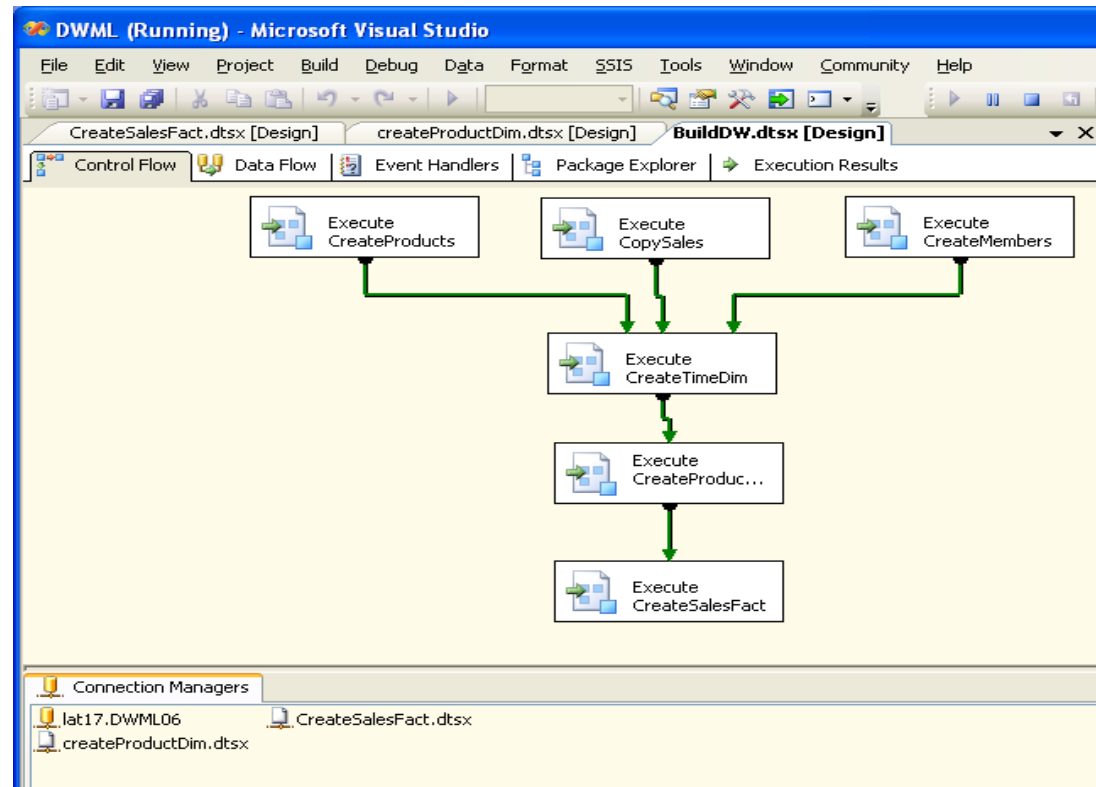 DWML (Running) - Microsoft Visual Studio
File Edit View Project Build Debug Data Format SSIS Tools Window Community Help
CreateSalesFact.dtsx [Design] createProductDim.dtsx [Design] BuildDW.dtsx [Design]
Control Flow Data Flow Event Handlers Package Explorer Execution Results
Execute
CreateProducts
Execute
CopySales
Execute
CreateMembers
Execute
CreateTimeDim
Execute
CreateProduc...
Execute
CreateSalesFact
Connection Managers
lat17.DWML06 CreateSalesFact.dtsx
createProductDim.dtsx